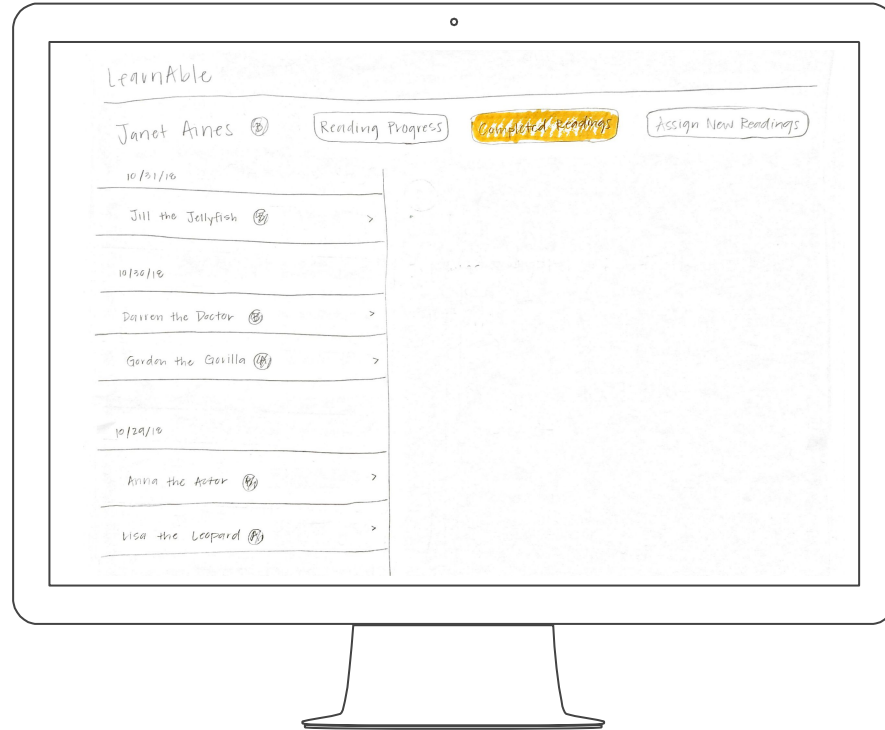 LearnAble
Janet Aines B Reading Progress Completed Readings Assign New Readings
10/31/18
Jill the Jellyfish B >
10/30/18
Darren the Doctor B >
Gordon the Gorilla >
10/29/18
Anna the Actor >
Lisa the Leopard A >